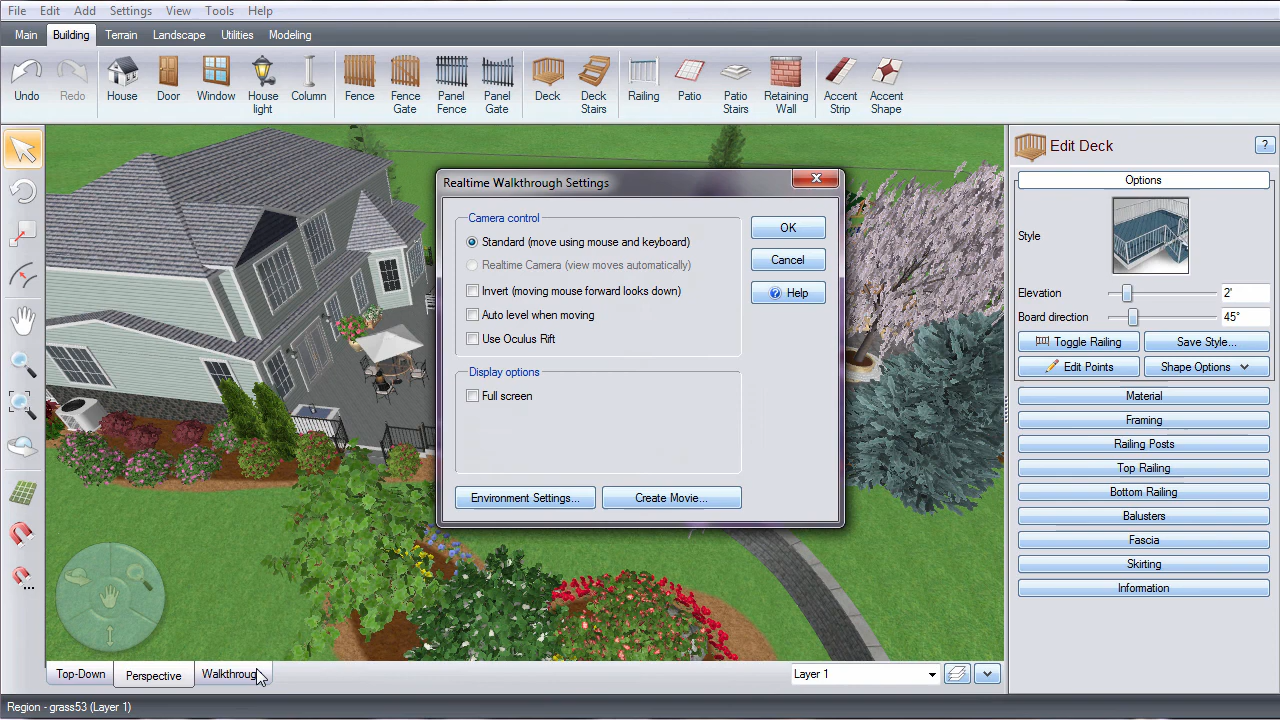 File Edit Add Settings View Tools Help
Main Building Terrain Landscape Utilities Modeling
Undo Redo House Door Window House light Column Fence Fence Gate Panel Fence Panel Gate Deck Deck Stairs Railing Patio Patio Stairs Retaining Wall Accent Strip Accent Shape
Edit Deck ?
Options
Style
Elevation 2'
Board direction 45°
Toggle Railing Save Style...
Edit Points Shape Options
Material
Framing
Railing Posts
Top Railing
Bottom Railing
Balusters
Fascia
Skirting
Information
Realtime Walkthrough Settings
Camera control
Standard (move using mouse and keyboard)
Realtime Camera (view moves automatically)
Invert (moving mouse forward looks down)
Auto level when moving
Use Oculus Rift
Display options
Full screen
OK
Cancel
? Help
Environment Settings... Create Movie...
Top-Down Perspective Walkthrough
Layer 1
Region - grass53 (Layer 1)